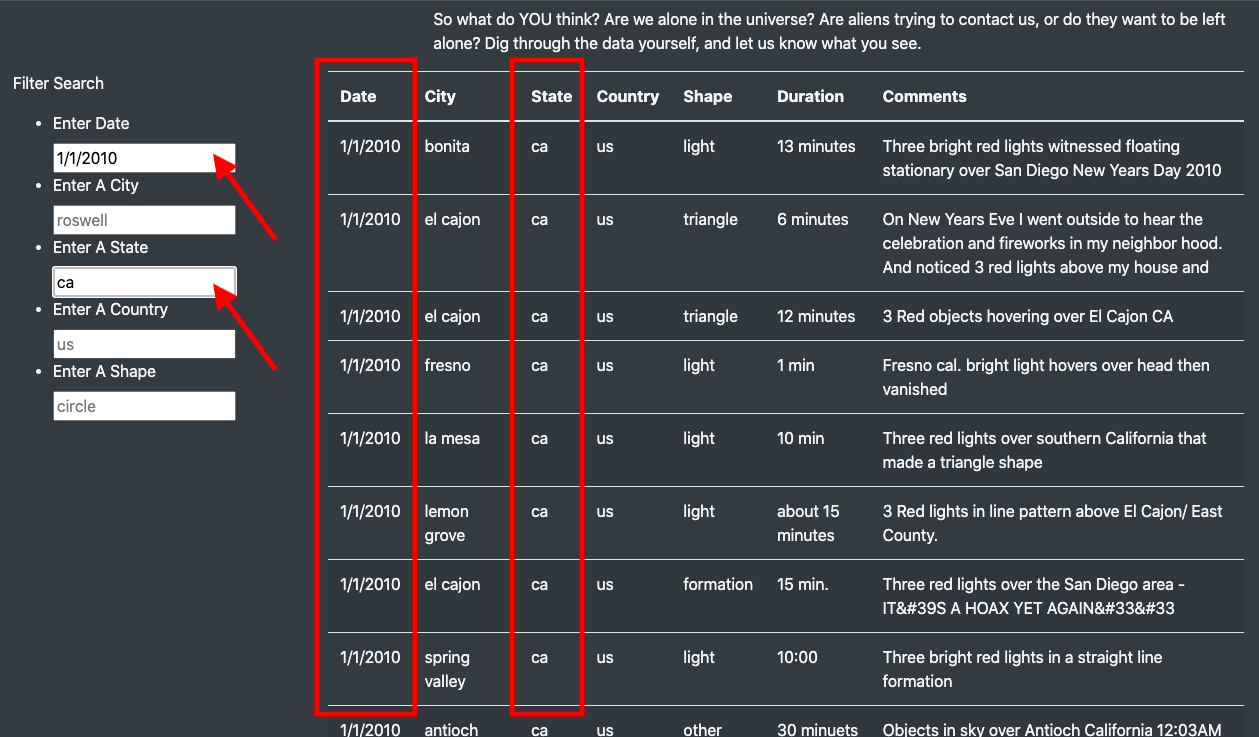 So what do YOU think? Are we alone in the universe? Are aliens trying to contact us, or do they want to be left
alone? Dig through the data yourself, and let us know what you see.
Filter Search
Enter Date
1/1/2010
Enter A City
roswell
Enter A State
ca
Enter A Country
us
Enter A Shape
circle
Date City State Country Shape Duration Comments
1/1/2010 bonita ca us light 13 minutes Three bright red lights witnessed floating
stationary over San Diego New Years Day 2010
1/1/2010 el cajon ca us triangle 6 minutes On New Years Eve I went outside to hear the
celebration and fireworks in my neighbor hood.
And noticed 3 red lights above my house and
1/1/2010 el cajon ca us triangle 12 minutes 3 Red objects hovering over El Cajon CA
1/1/2010 fresno ca us light 1 min Fresno cal. bright light hovers over head then
vanished
1/1/2010 la mesa ca us light 10 min Three red lights over southern California that
made a triangle shape
1/1/2010 lemon ca us light about 15 3 Red lights in line pattern above El Cajon/ East
grove minutes County.
1/1/2010 el cajon ca us formation 15 min. Three red lights over the San Diego area -
IT&#39S A HOAX YET AGAIN&#33&#33
1/1/2010 spring ca us light 10:00 Three bright red lights in a straight line
valley formation
1/1/2010 antioch ca us other 30 minuets Objects in sky over Antioch California 12:03AM